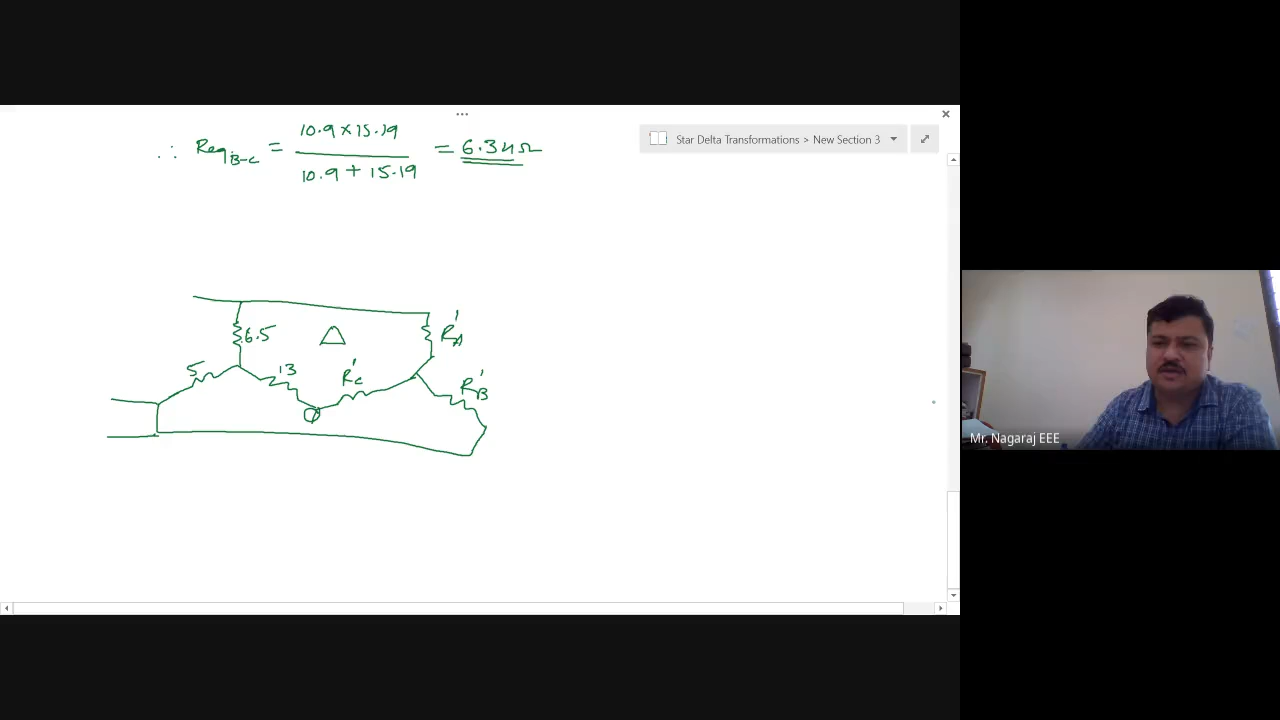 10.9 × 15.19
∴ Req B-C = ―――― = 6.34Ω
10.9 + 15.19
Star Delta Transformations > New Section 3
6.5
Δ
R'A
5
13
R'C
R'B
Mr. Nagaraj EEE